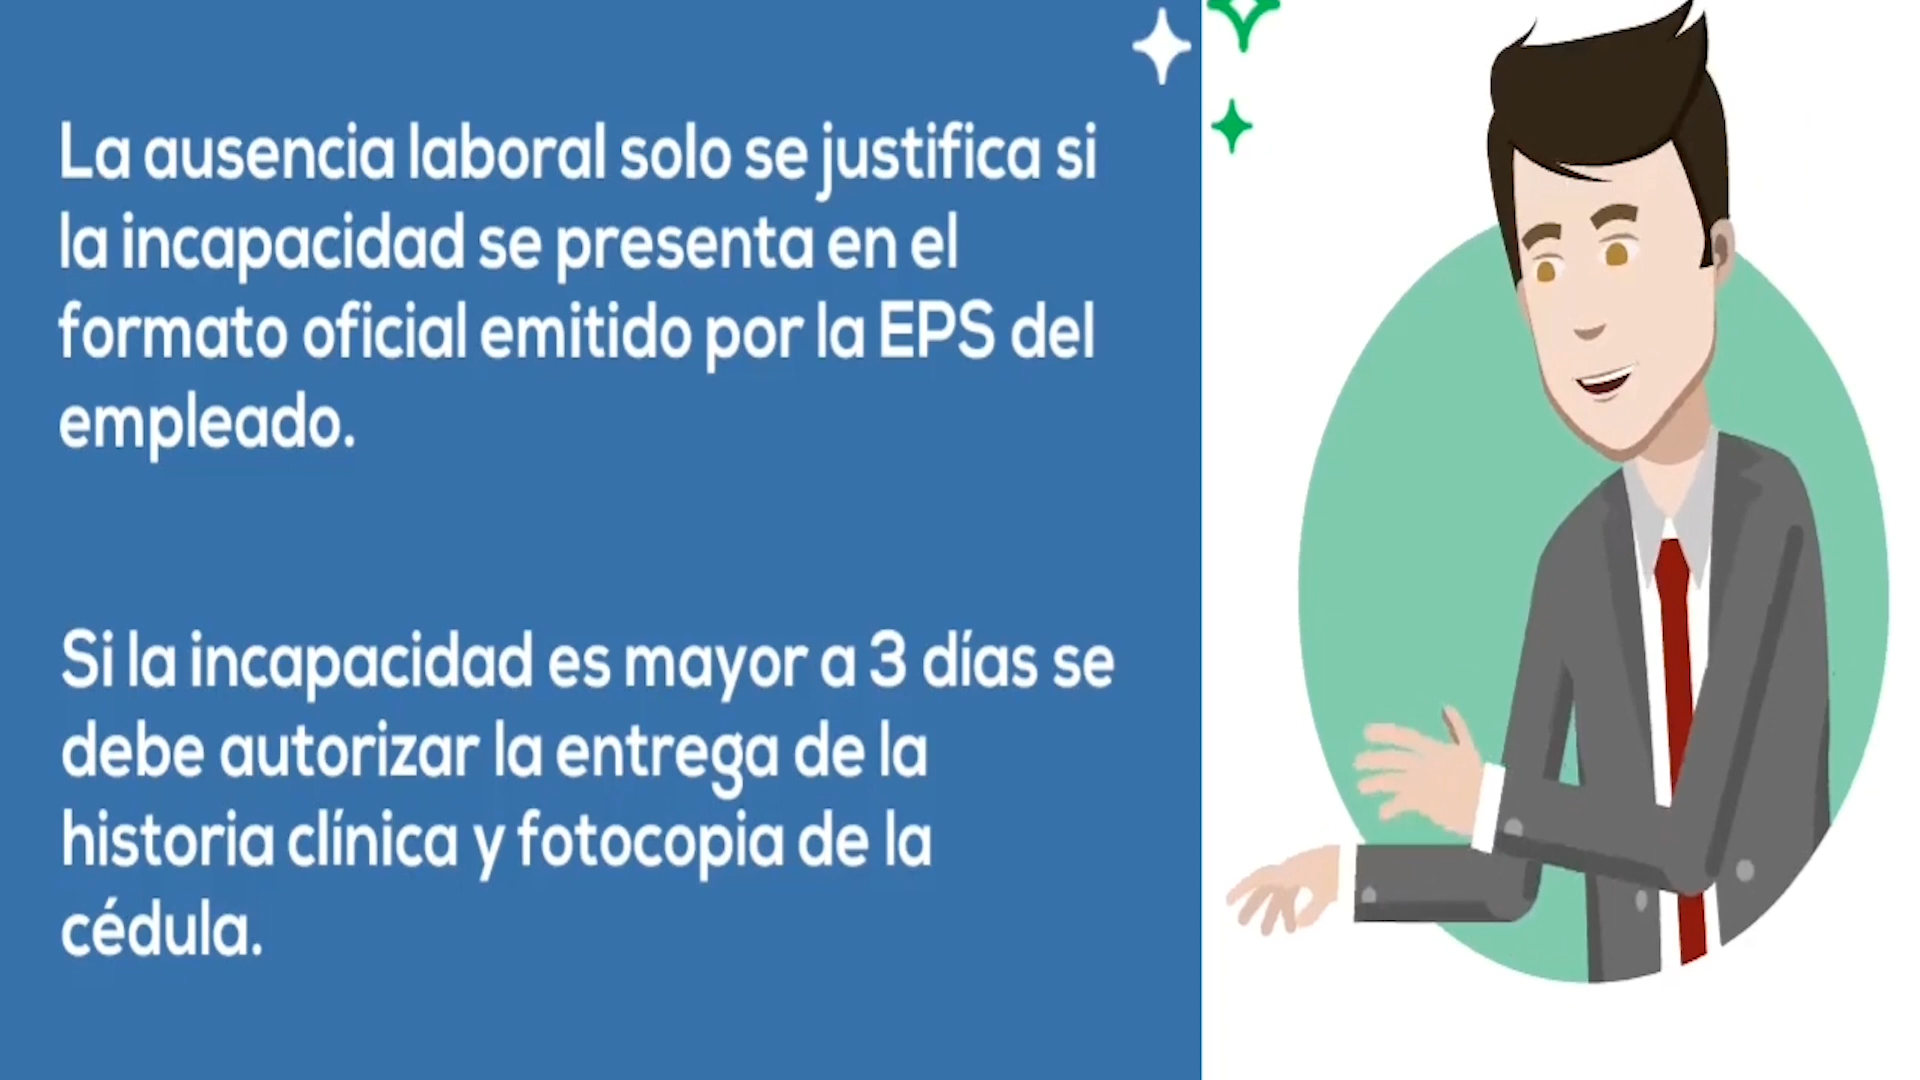 La ausencia laboral solo se justifica si
la incapacidad se presenta en el
formato oficial emitido por la EPS del
empleado.
Si la incapacidad es mayor a 3 días se
debe autorizar la entrega de la
historia clínica y fotocopia de la
cédula.